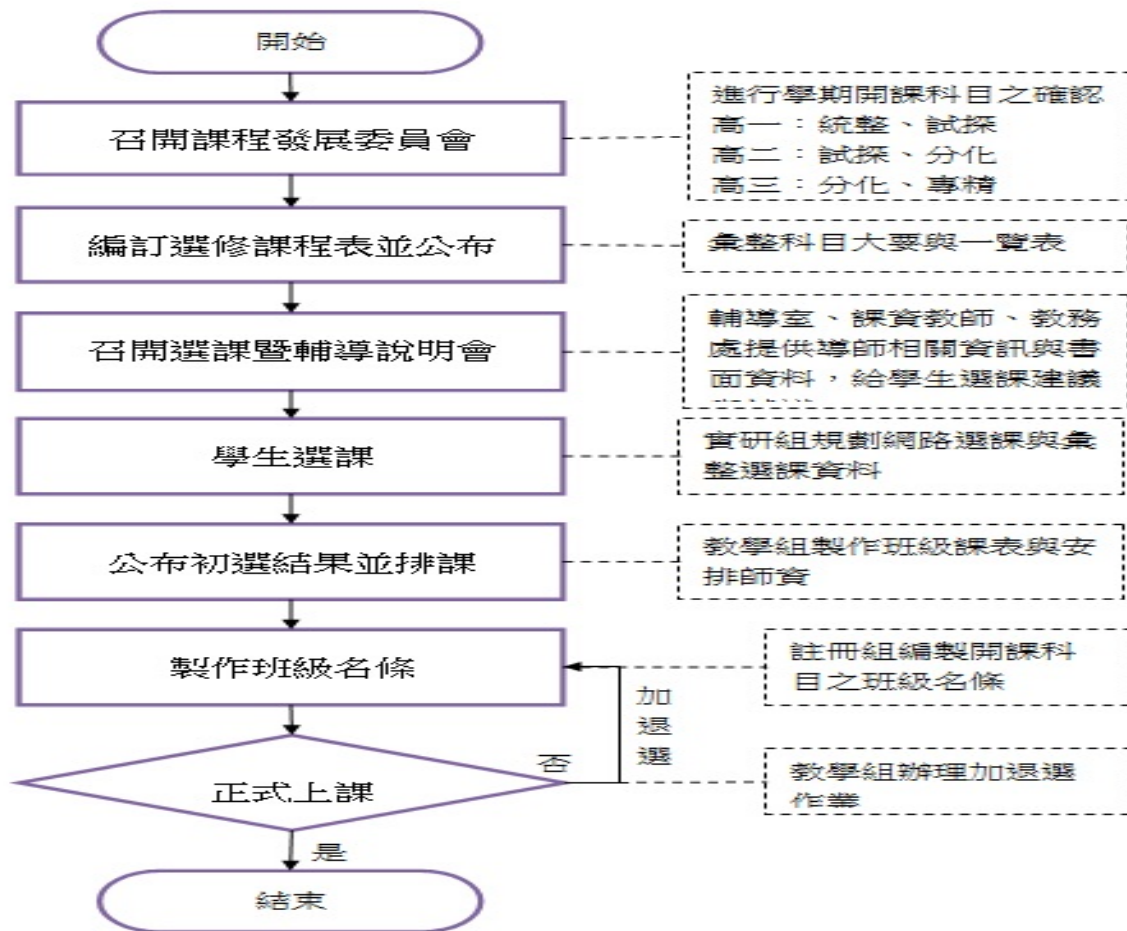 開始
召開課程發展委員會
進行學期開課科目之確認
高一：統整、試探
高二：試探、分化
高三：分化、專精
編訂選修課程表並公布
彙整科目大要與一覽表
召開選課暨輔導說明會
輔導室、課資教師、教務
處提供導師相關資訊與書
面資料，給學生選課建議
學生選課
實研組規劃網路選課與彙
整選課資料
公布初選結果並排課
教學組製作班級課表與安
排師資
製作班級名條
註冊組編製開課科
目之班級名條
加
退
選
否
正式上課
教學組辦理加退選
作業
是
結束